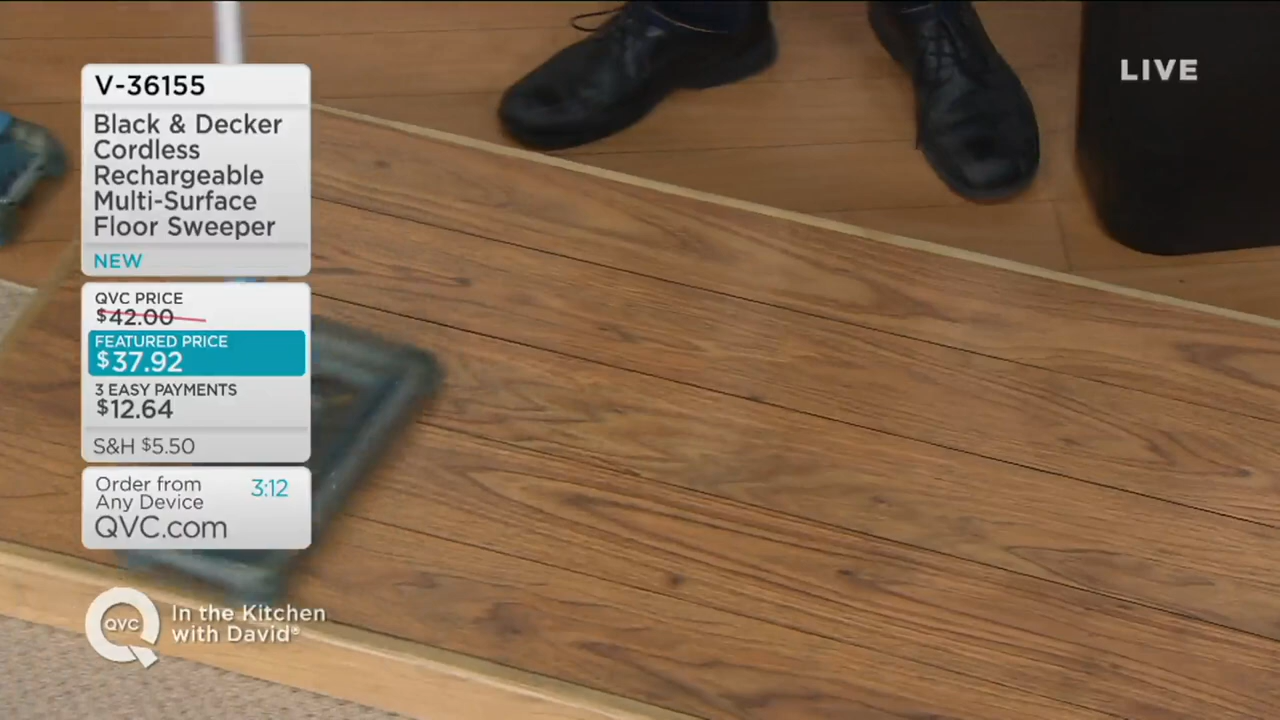 V-36155
Black & Decker
Cordless
Rechargeable
Multi-Surface
Floor Sweeper
NEW
QVC PRICE
$42.00
FEATURED PRICE
$37.92
3 EASY PAYMENTS
$12.64
S&H $5.50
Order from
Any Device
3:12
QVC.com
QVC
In the Kitchen
with David®
LIVE